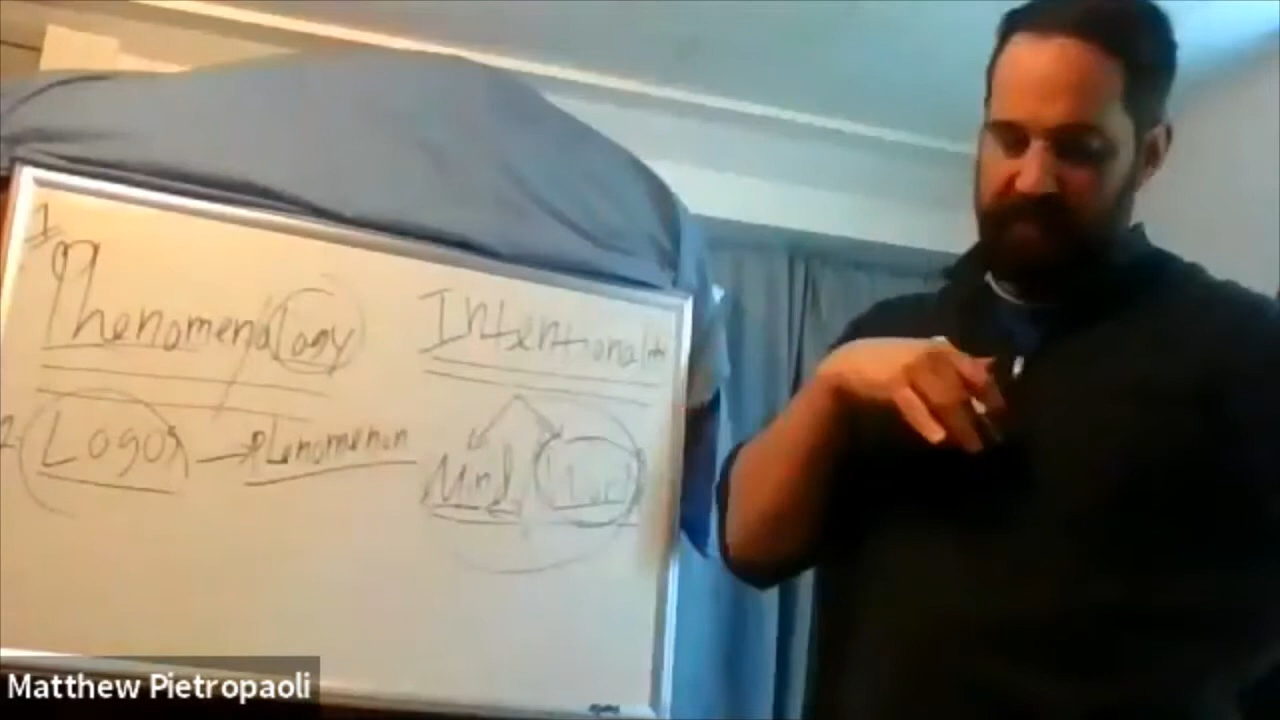 1.
Phenomenology
Intentionality
2. Logos → Phenomenon
Mind
Matthew Pietropaoli